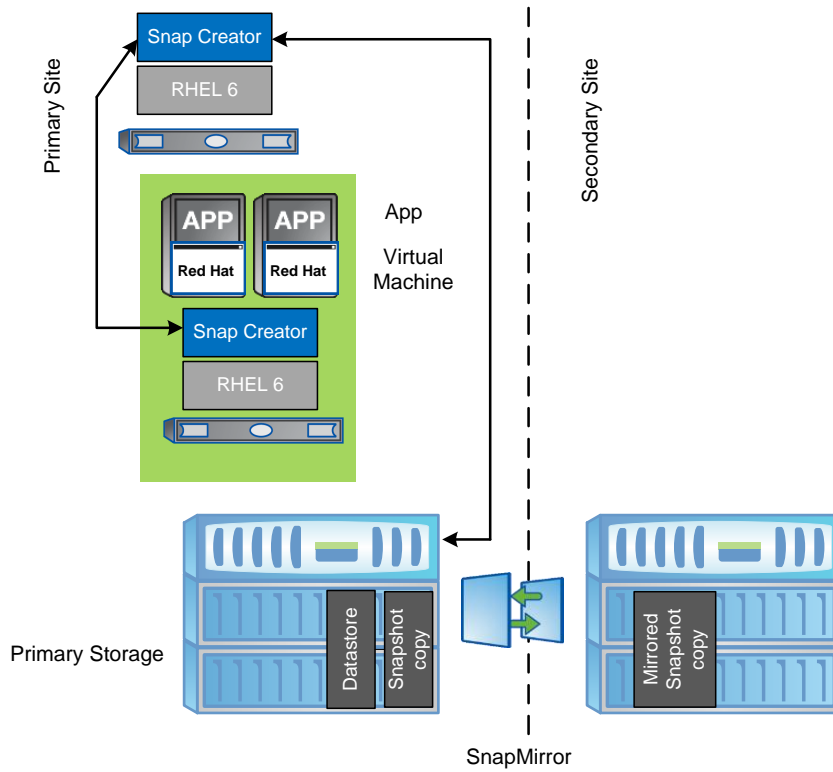 Snap Creator
RHEL 6
Primary Site
Secondary Site
APP
APP
Red Hat
Red Hat
App
Virtual
Machine
Snap Creator
RHEL 6
Primary Storage
Datastore
Snapshot
copy
Mirrored
Snapshot
copy
SnapMirror